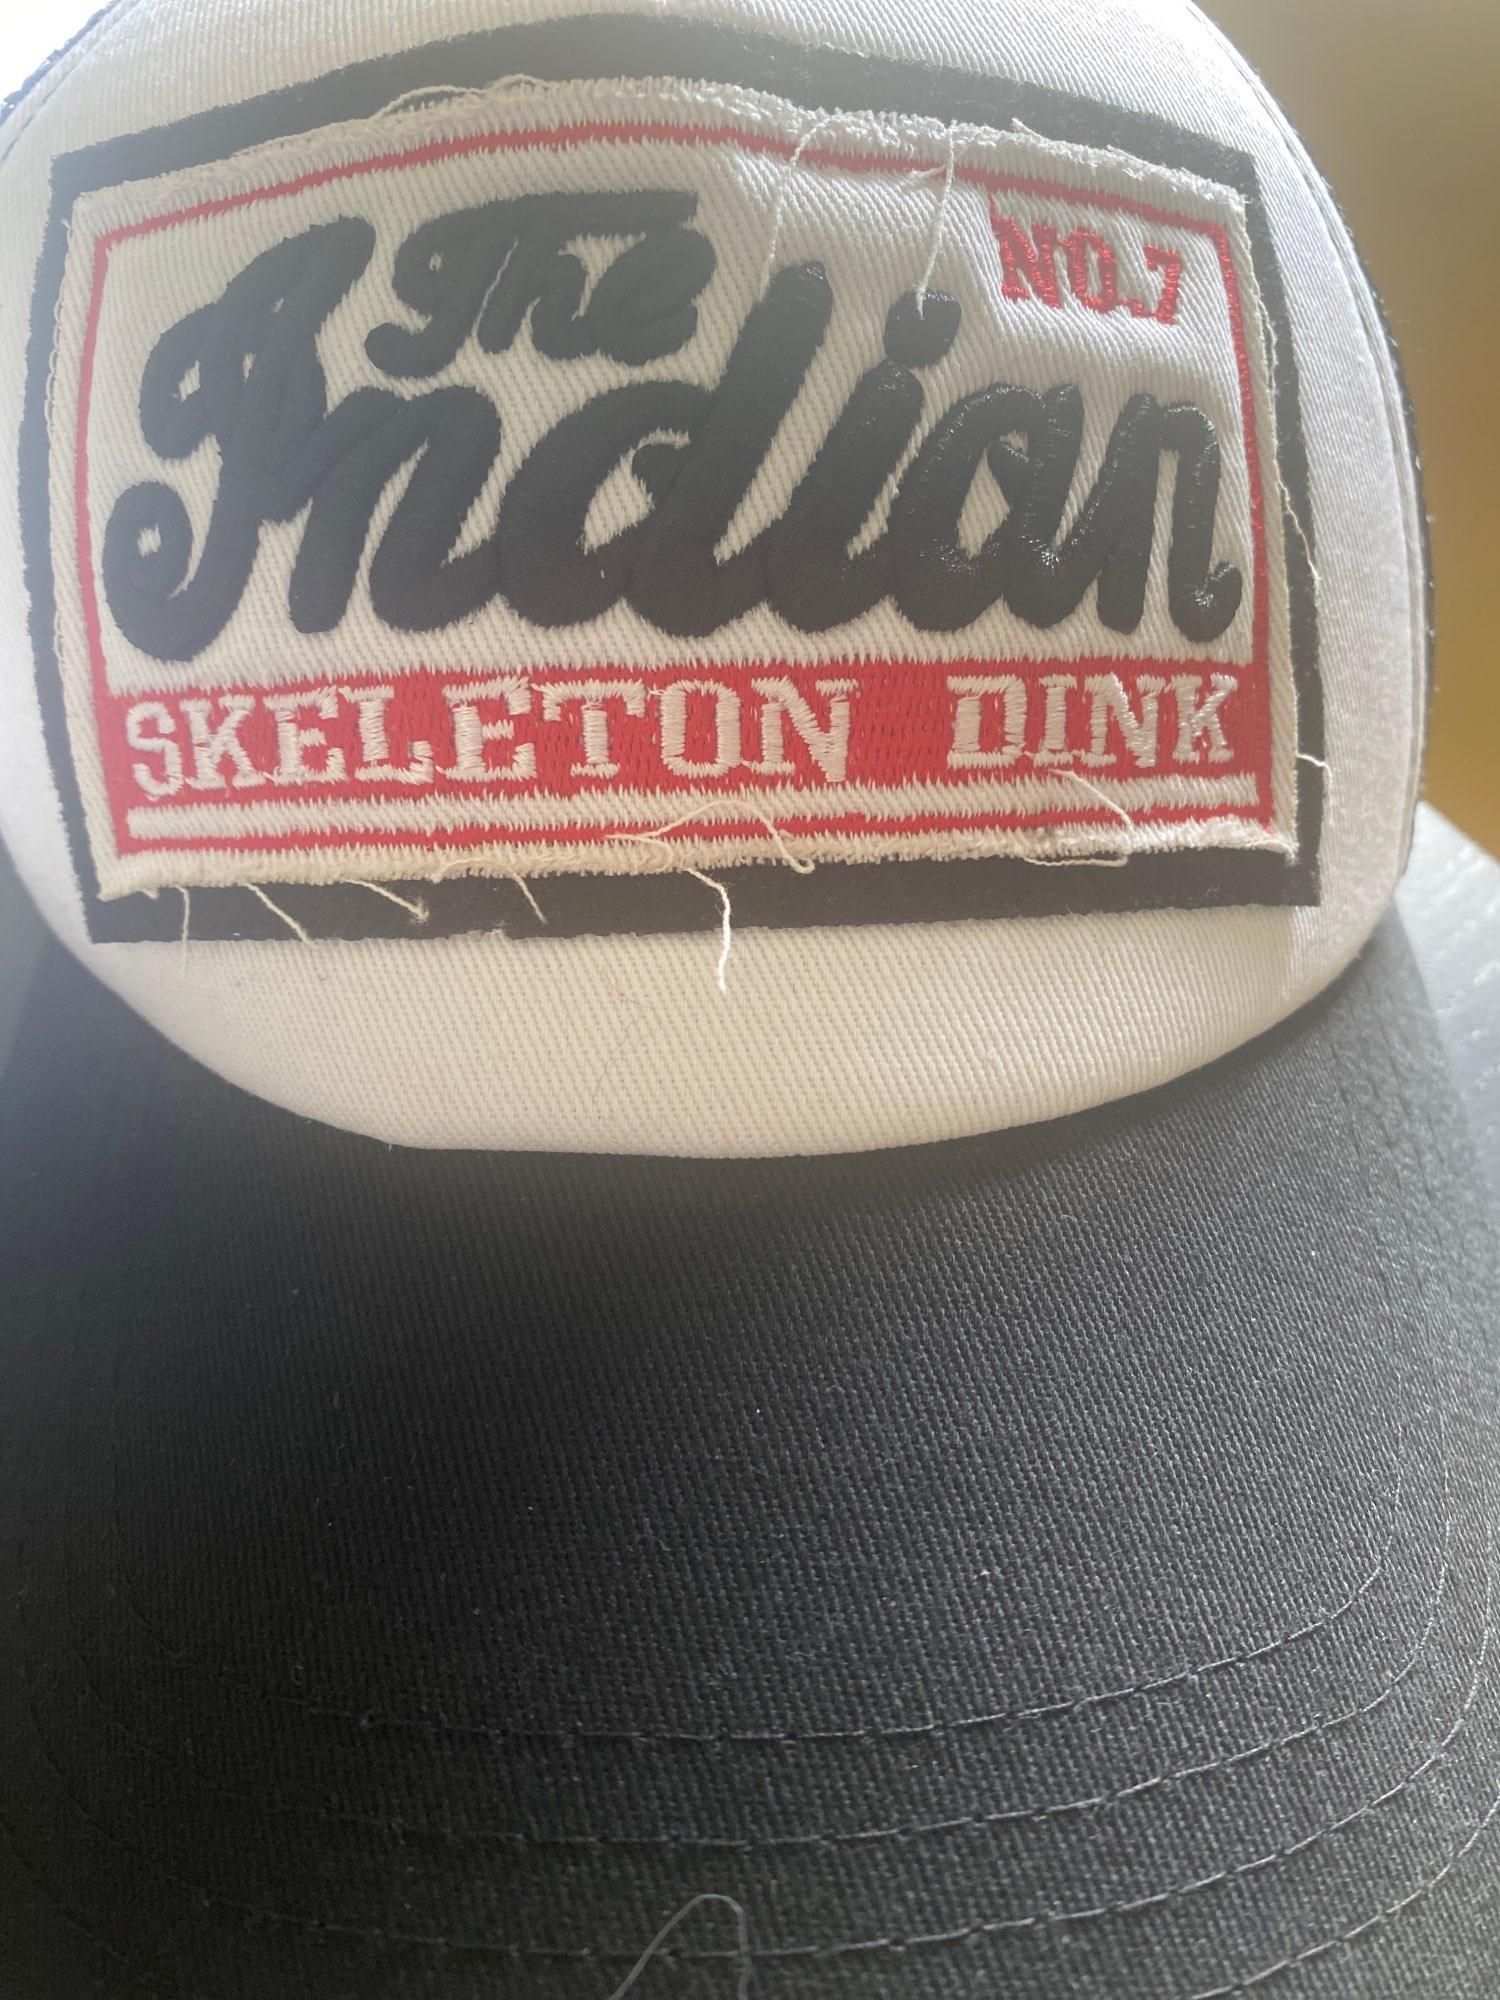 The
NO.7
Indian
SKELETON DINK